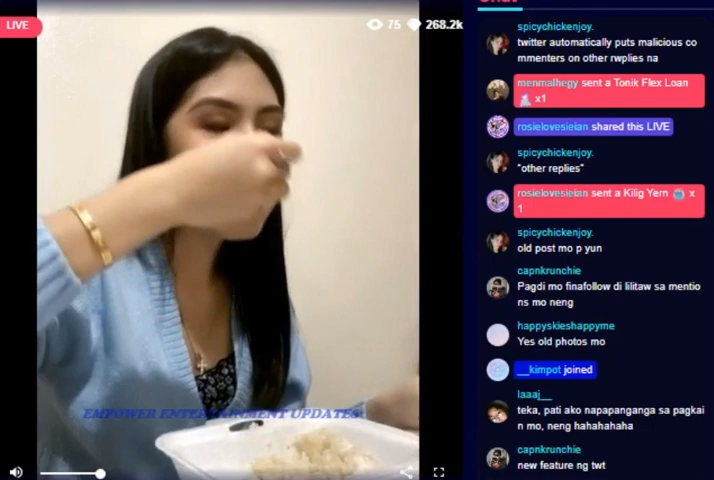 LIVE
75 268.2k
EMPOWER ENTERTAINMENT UPDATES
spicychickenjoy.
twitter automatically puts malicious co
mmenters on other rwplies na
menmalhegy sent a Tonik Flex Loan
x1
rosielovesieian shared this LIVE
spicychickenjoy.
"other replies"
rosielovesieian sent a Kilig Yern x
1
spicychickenjoy.
old post mo p yun
capnkrunchie
Pagdi mo finafollow di lilitaw sa mentio
ns mo neng
happyskieshappyme
Yes old photos mo
__kimpot joined
laaaj__
teka, pati ako napapanganga sa pagkai
n mo, neng hahahahaha
capnkrunchie
new feature ng twt